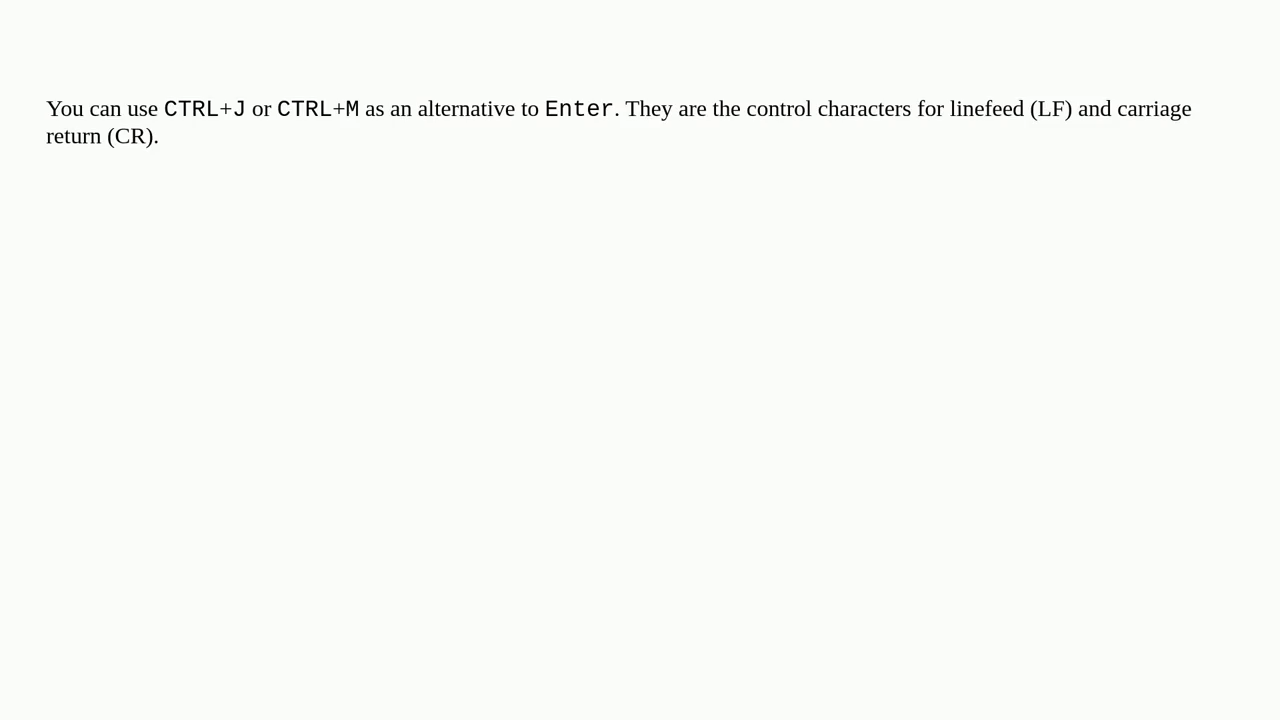 You can use CTRL+J or CTRL+M as an alternative to Enter. They are the control characters for linefeed (LF) and carriage
return (CR).